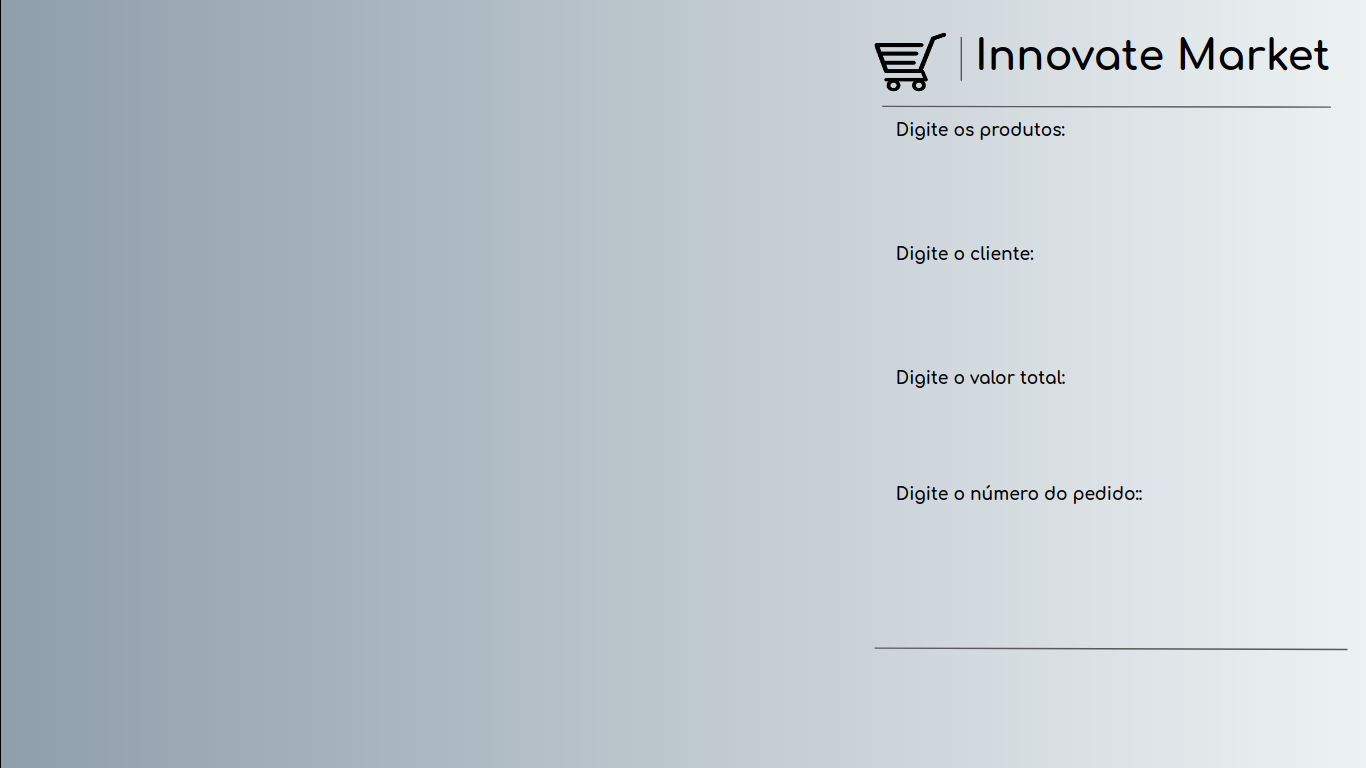 Innovate Market
Digite os produtos:
Digite o cliente:
Digite o valor total:
Digite o número do pedido::